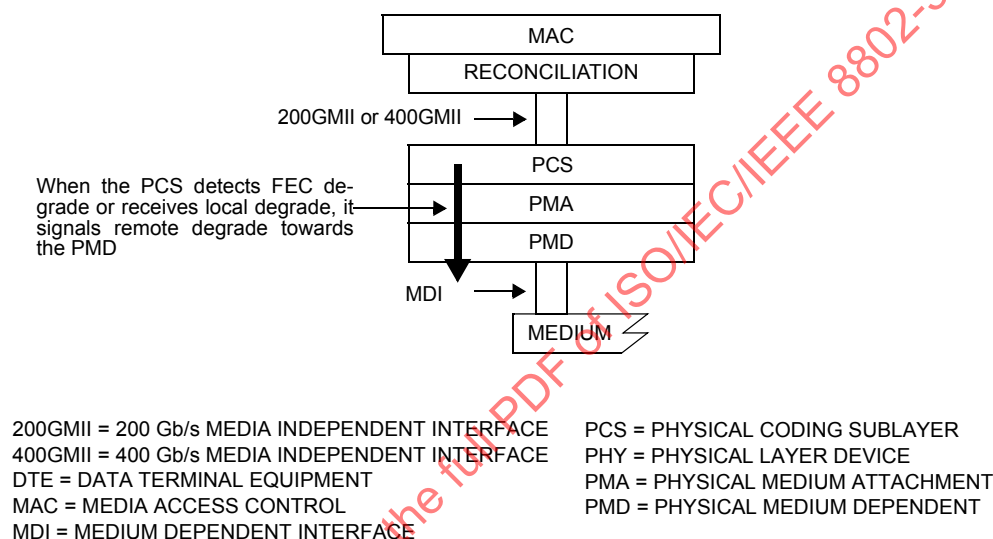 MAC
RECONCILIATION
200GMII or 400GMII
PCS
When the PCS detects FEC de-
grade or receives local degrade, it
signals remote degrade towards
the PMD
PMA
PMD
MDI
MEDIUM
200GMII = 200 Gb/s MEDIA INDEPENDENT INTERFACE
400GMII = 400 Gb/s MEDIA INDEPENDENT INTERFACE
DTE = DATA TERMINAL EQUIPMENT
MAC = MEDIA ACCESS CONTROL
MDI = MEDIUM DEPENDENT INTERFACE
PCS = PHYSICAL CODING SUBLAYER
PHY = PHYSICAL LAYER DEVICE
PMA = PHYSICAL MEDIUM ATTACHMENT
PMD = PHYSICAL MEDIUM DEPENDENT
the full PDF of ISO/IEC/IEEE 8802-3